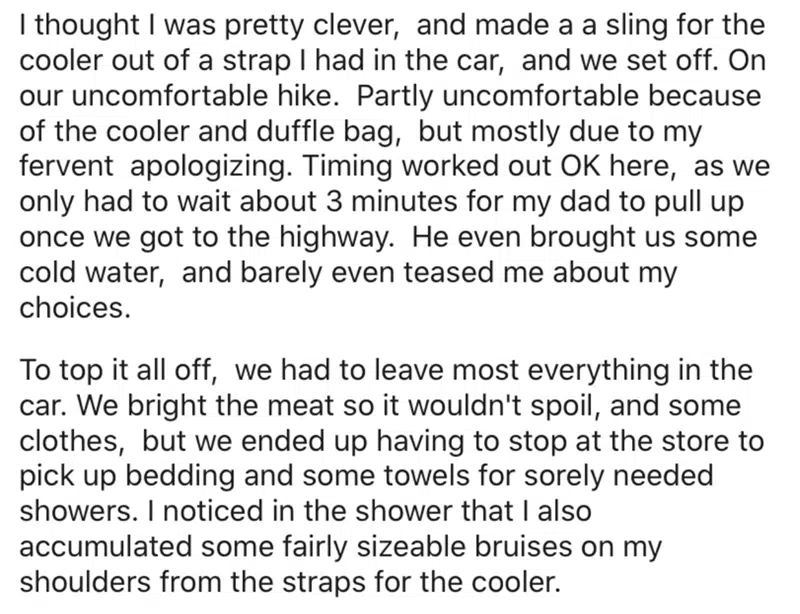 I thought I was pretty clever,  and made a a sling for the
cooler out of a strap I had in the car,  and we set off. On
our uncomfortable hike.  Partly uncomfortable because
of the cooler and duffle bag,  but mostly due to my
fervent  apologizing. Timing worked out OK here,  as we
only had to wait about 3 minutes for my dad to pull up
once we got to the highway.  He even brought us some
cold water,  and barely even teased me about my
choices.
To top it all off,  we had to leave most everything in the
car. We bright the meat so it wouldn't spoil, and some
clothes,  but we ended up having to stop at the store to
pick up bedding and some towels for sorely needed
showers. I noticed in the shower that I also
accumulated some fairly sizeable bruises on my
shoulders from the straps for the cooler.